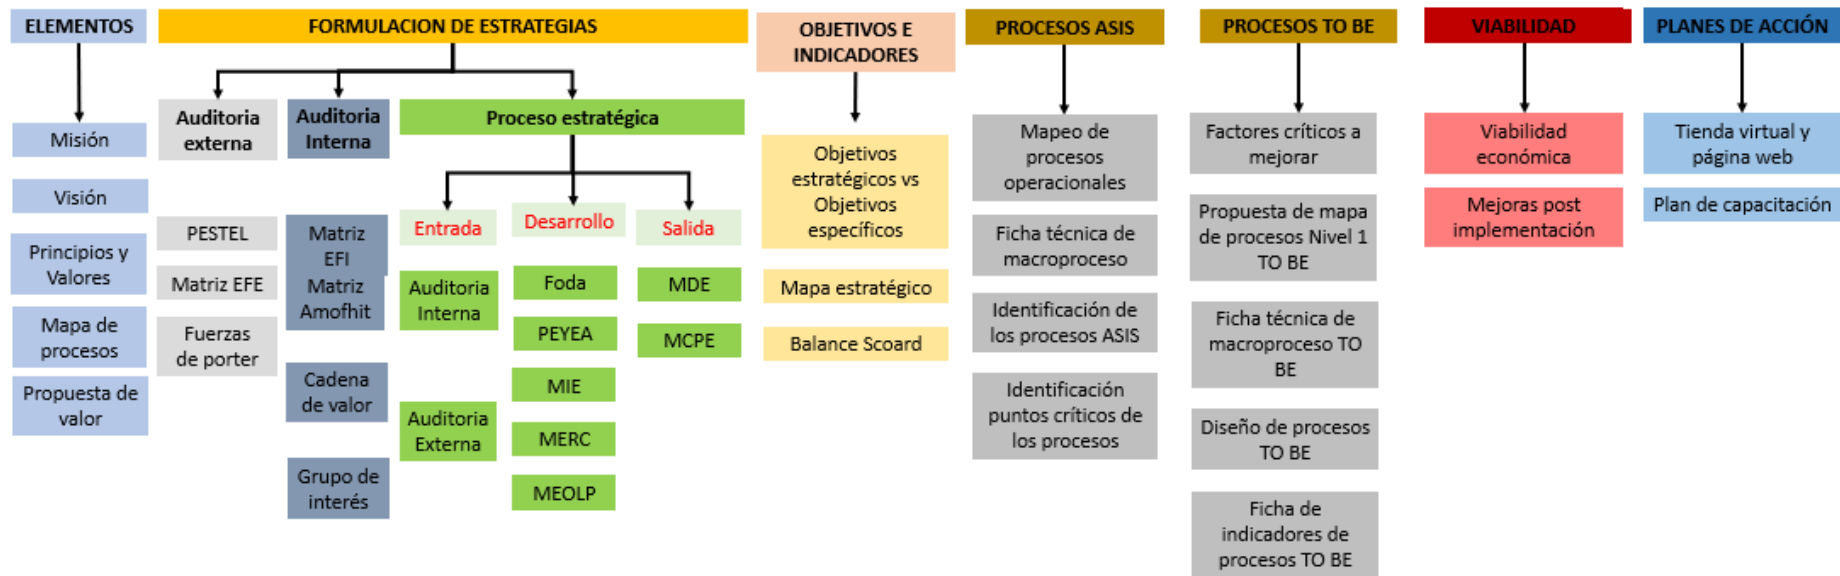 ELEMENTOS
Misión
Visión
Principios y
Valores
Mapa de
procesos
Propuesta de
valor
FORMULACION DE ESTRATEGIAS
Auditoria
externa
PESTEL
Matriz EFE
Fuerzas
de porter
Auditoria
Interna
Matriz
EFI
Matriz
Amofhit
Cadena
de valor
Grupo de
interés
Proceso estratégica
Entrada
Auditoria
Interna
Auditoria
Externa
Desarrollo
Foda
PEYEA
MIE
MERC
MEOLP
Salida
MDE
MCPE
OBJETIVOS E
INDICADORES
Objetivos
estratégicos vs
Objetivos
específicos
Mapa estratégico
Balance Scoard
PROCESOS ASIS
Mapeo de
procesos
operacionales
Ficha técnica de
macroproceso
Identificación de
los procesos ASIS
Identificación
puntos críticos de
los procesos
PROCESOS TO BE
Factores críticos a
mejorar
Propuesta de mapa
de procesos Nivel 1
TO BE
Ficha técnica de
macroproceso TO
BE
Diseño de procesos
TO BE
Ficha de
indicadores de
procesos TO BE
VIABILIDAD
Viabilidad
económica
Mejoras post
implementación
PLANES DE ACCIÓN
Tienda virtual y
página web
Plan de capacitación